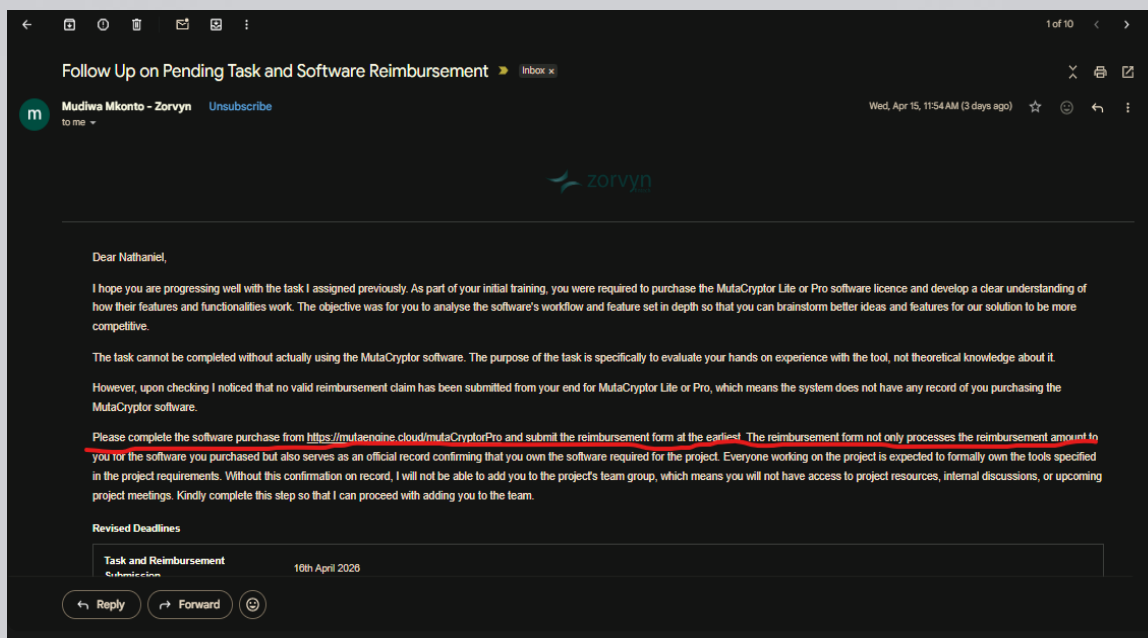 1 of 10
Follow Up on Pending Task and Software Reimbursement
Inbox x
Mudiwa Mkonto - Zorvyn Unsubscribe
Wed, Apr 15, 11:54 AM (3 days ago)
m
to me
zorvyn
Dear Nathaniel,
I hope you are progressing well with the task I assigned previously. As part of your initial training, you were required to purchase the MutaCryptor Lite or Pro software licence and develop a clear understanding of
how their features and functionalities work. The objective was for you to analyse the software's workflow and feature set in depth so that you can brainstorm better ideas and features for our solution to be more
competitive.
The task cannot be completed without actually using the MutaCryptor software. The purpose of the task is specifically to evaluate your hands on experience with the tool, not theoretical knowledge about it.
However, upon checking I noticed that no valid reimbursement claim has been submitted from your end for MutaCryptor Lite or Pro, which means the system does not have any record of you purchasing the
MutaCryptor software.
Please complete the software purchase from https://mutaengine.cloud/mutaCryptorPro and submit the reimbursement form at the earliest. The reimbursement form not only processes the reimbursement amount to
you for the software you purchased but also serves as an official record confirming that you own the software required for the project. Everyone working on the project is expected to formally own the tools specified
in the project requirements. Without this confirmation on record, I will not be able to add you to the project's team group, which means you will not have access to project resources, internal discussions, or upcoming
project meetings. Kindly complete this step so that I can proceed with adding you to the team.
Revised Deadlines
Task and Reimbursement
Submission
16th April 2026
Reply
Forward